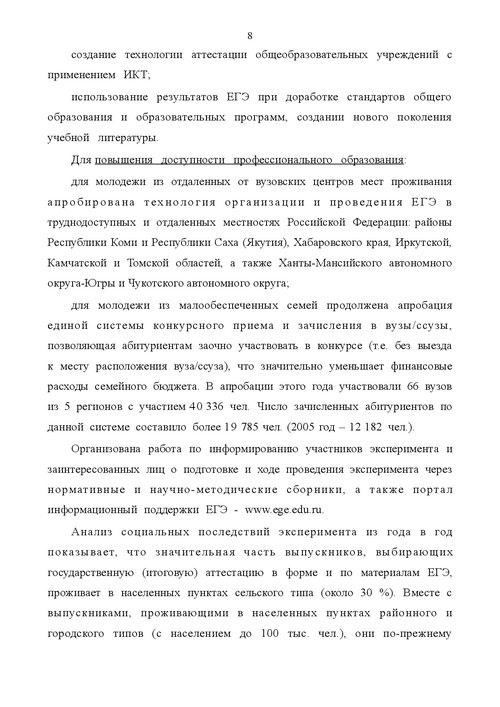 8
создание технологии аттестации общеобразовательных учреждений с
применением ИКТ;
использование результатов ЕГЭ при доработке стандартов общего
образования и образовательных программ, создании нового поколения
учебной литературы.
Для повышения доступности профессионального образования:
для молодежи из отдаленных от вузовских центров мест проживания
апробирована технология организации и проведения ЕГЭ в
труднодоступных и отдаленных местностях Российской Федерации: районы
Республики Коми и Республики Саха (Якутия), Хабаровского края, Иркутской,
Камчатской и Томской областей, а также Ханты-Мансийского автономного
округа-Югры и Чукотского автономного округа;
для молодежи из малообеспеченных семей продолжена апробация
единой системы конкурсного приема и зачисления в вузы/ссузы,
позволяющая абитуриентам заочно участвовать в конкурсе (т.е. без выезда
к месту расположения вуза/ссуза), что значительно уменьшает финансовые
расходы семейного бюджета. В апробации этого года участвовали 66 вузов
из 5 регионов с участием 40 336 чел. Число зачисленных абитуриентов по
данной системе составило более 19 785 чел. (2005 год – 12 182 чел.).
Организована работа по информированию участников эксперимента и
заинтересованных лиц о подготовке и ходе проведения эксперимента через
нормативные и научно-методические сборники, а также портал
информационный поддержки ЕГЭ - www.ege.edu.ru.
Анализ социальных последствий эксперимента из года в год
показывает, что значительная часть выпускников, выбирающих
государственную (итоговую) аттестацию в форме и по материалам ЕГЭ,
проживает в населенных пунктах сельского типа (около 30 %). Вместе с
выпускниками, проживающими в населенных пунктах районного и
городского типов (с населением до 100 тыс. чел.), они по-прежнему